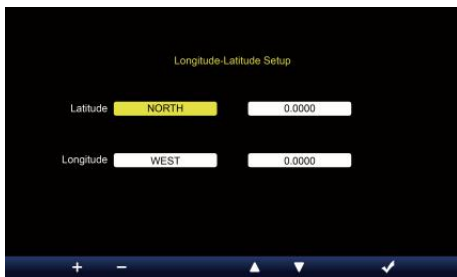 Longitude-Latitude Setup
Latitude NORTH 0.0000
Longitude WEST 0.0000
+ − ▲ ▼ ✓